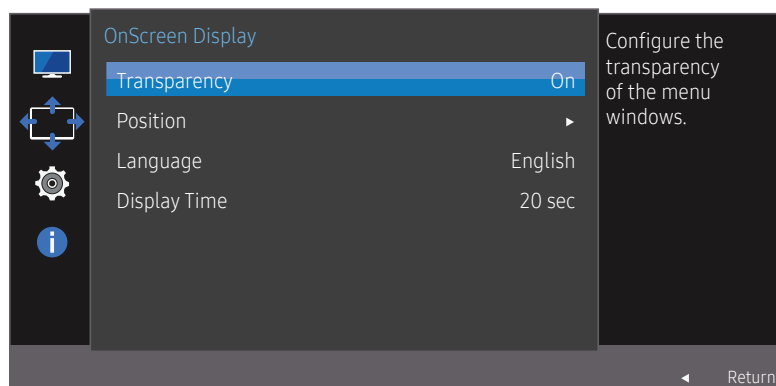 OnScreen Display
Transparency On
Position ▸
Language English
Display Time 20 sec
Configure the
transparency
of the menu
windows.
◂ Return